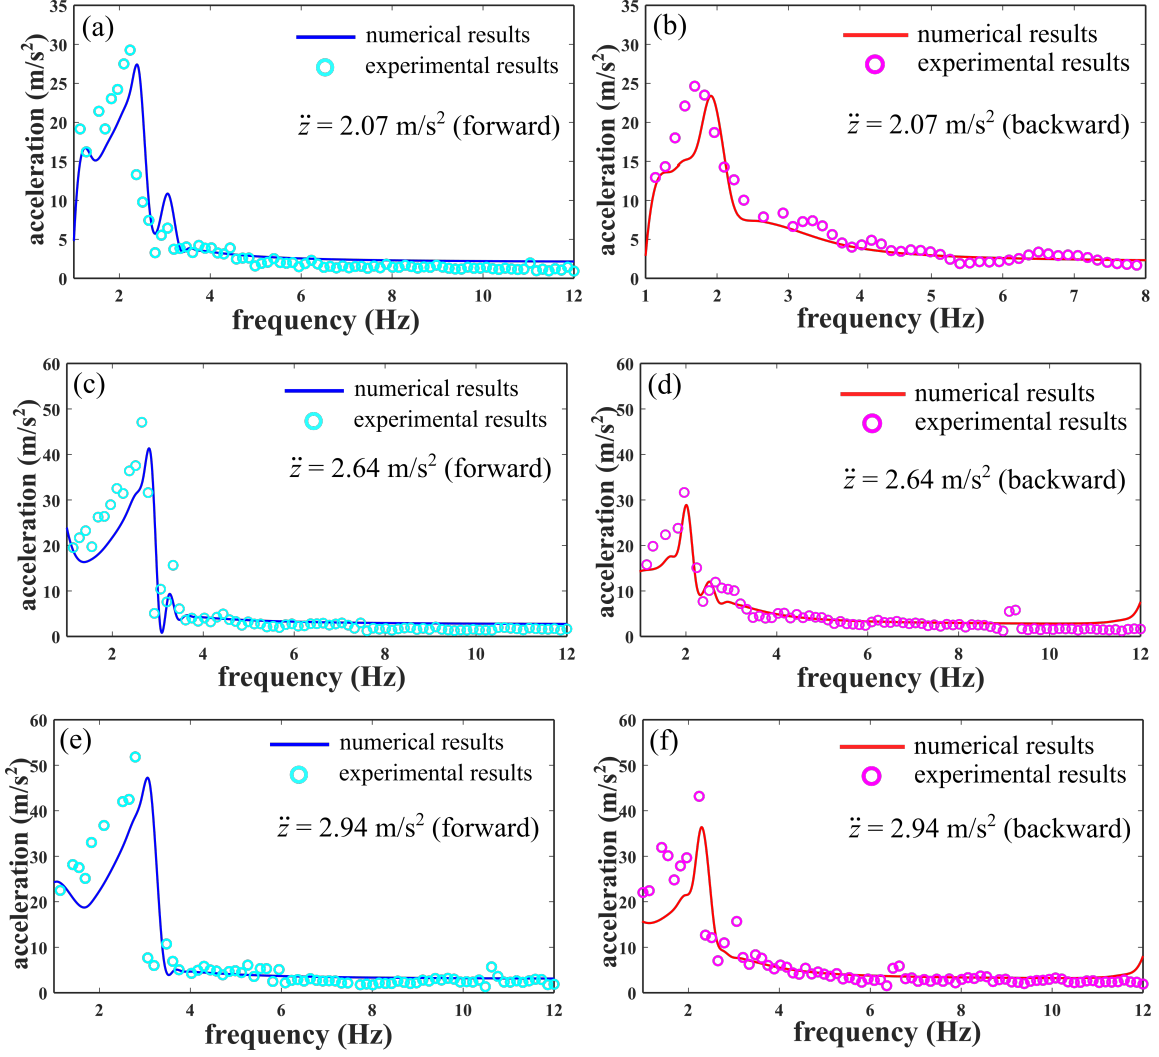 (a)
numerical results
experimental results
z̈ = 2.07 m/s² (forward)
acceleration (m/s²)
35
30
25
20
15
10
5
0
2
4
6
8
10
12
frequency (Hz)
(b)
numerical results
experimental results
z̈ = 2.07 m/s² (backward)
acceleration (m/s²)
35
30
25
20
15
10
5
0
1
2
3
4
5
6
7
8
frequency (Hz)
(c)
numerical results
experimental results
z̈ = 2.64 m/s² (forward)
acceleration (m/s²)
60
50
40
30
20
10
0
2
4
6
8
10
12
frequency (Hz)
(d)
numerical results
experimental results
z̈ = 2.64 m/s² (backward)
acceleration (m/s²)
60
50
40
30
20
10
0
2
4
6
8
10
12
frequency (Hz)
(e)
numerical results
experimental results
z̈ = 2.94 m/s² (forward)
acceleration (m/s²)
60
50
40
30
20
10
0
2
4
6
8
10
12
frequency (Hz)
(f)
numerical results
experimental results
z̈ = 2.94 m/s² (backward)
acceleration (m/s²)
60
50
40
30
20
10
0
2
4
6
8
10
12
frequency (Hz)